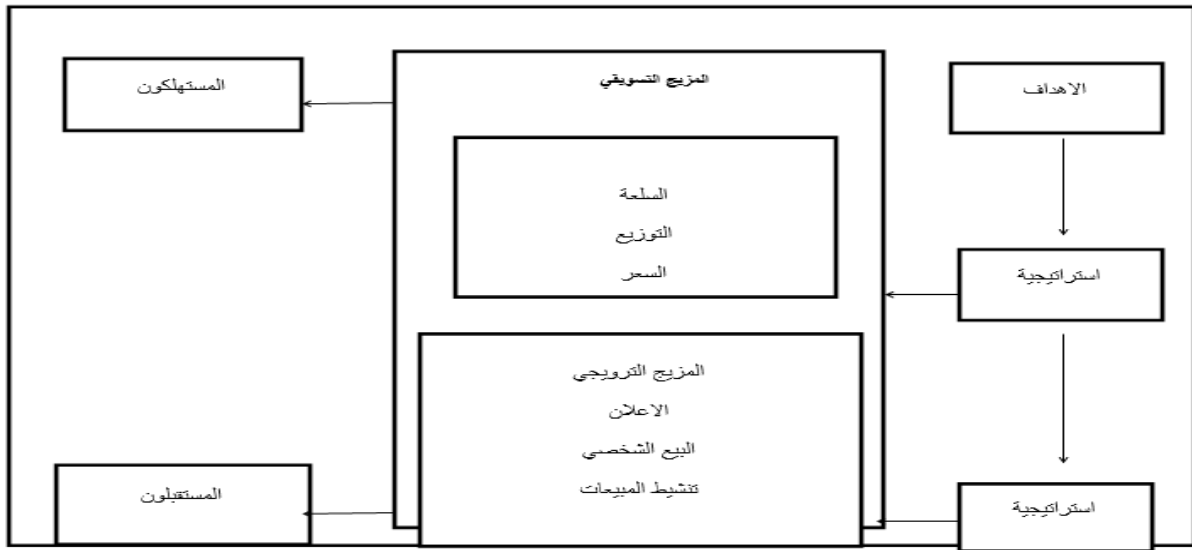 المزيج التسويقي
الاهداف
المستهلكون
السلعة
التوزيع
السعر
استراتيجية
المزيج الترويجي
الاعلان
البيع الشخصي
تنشيط المبيعات
استراتيجية
المستقبلون